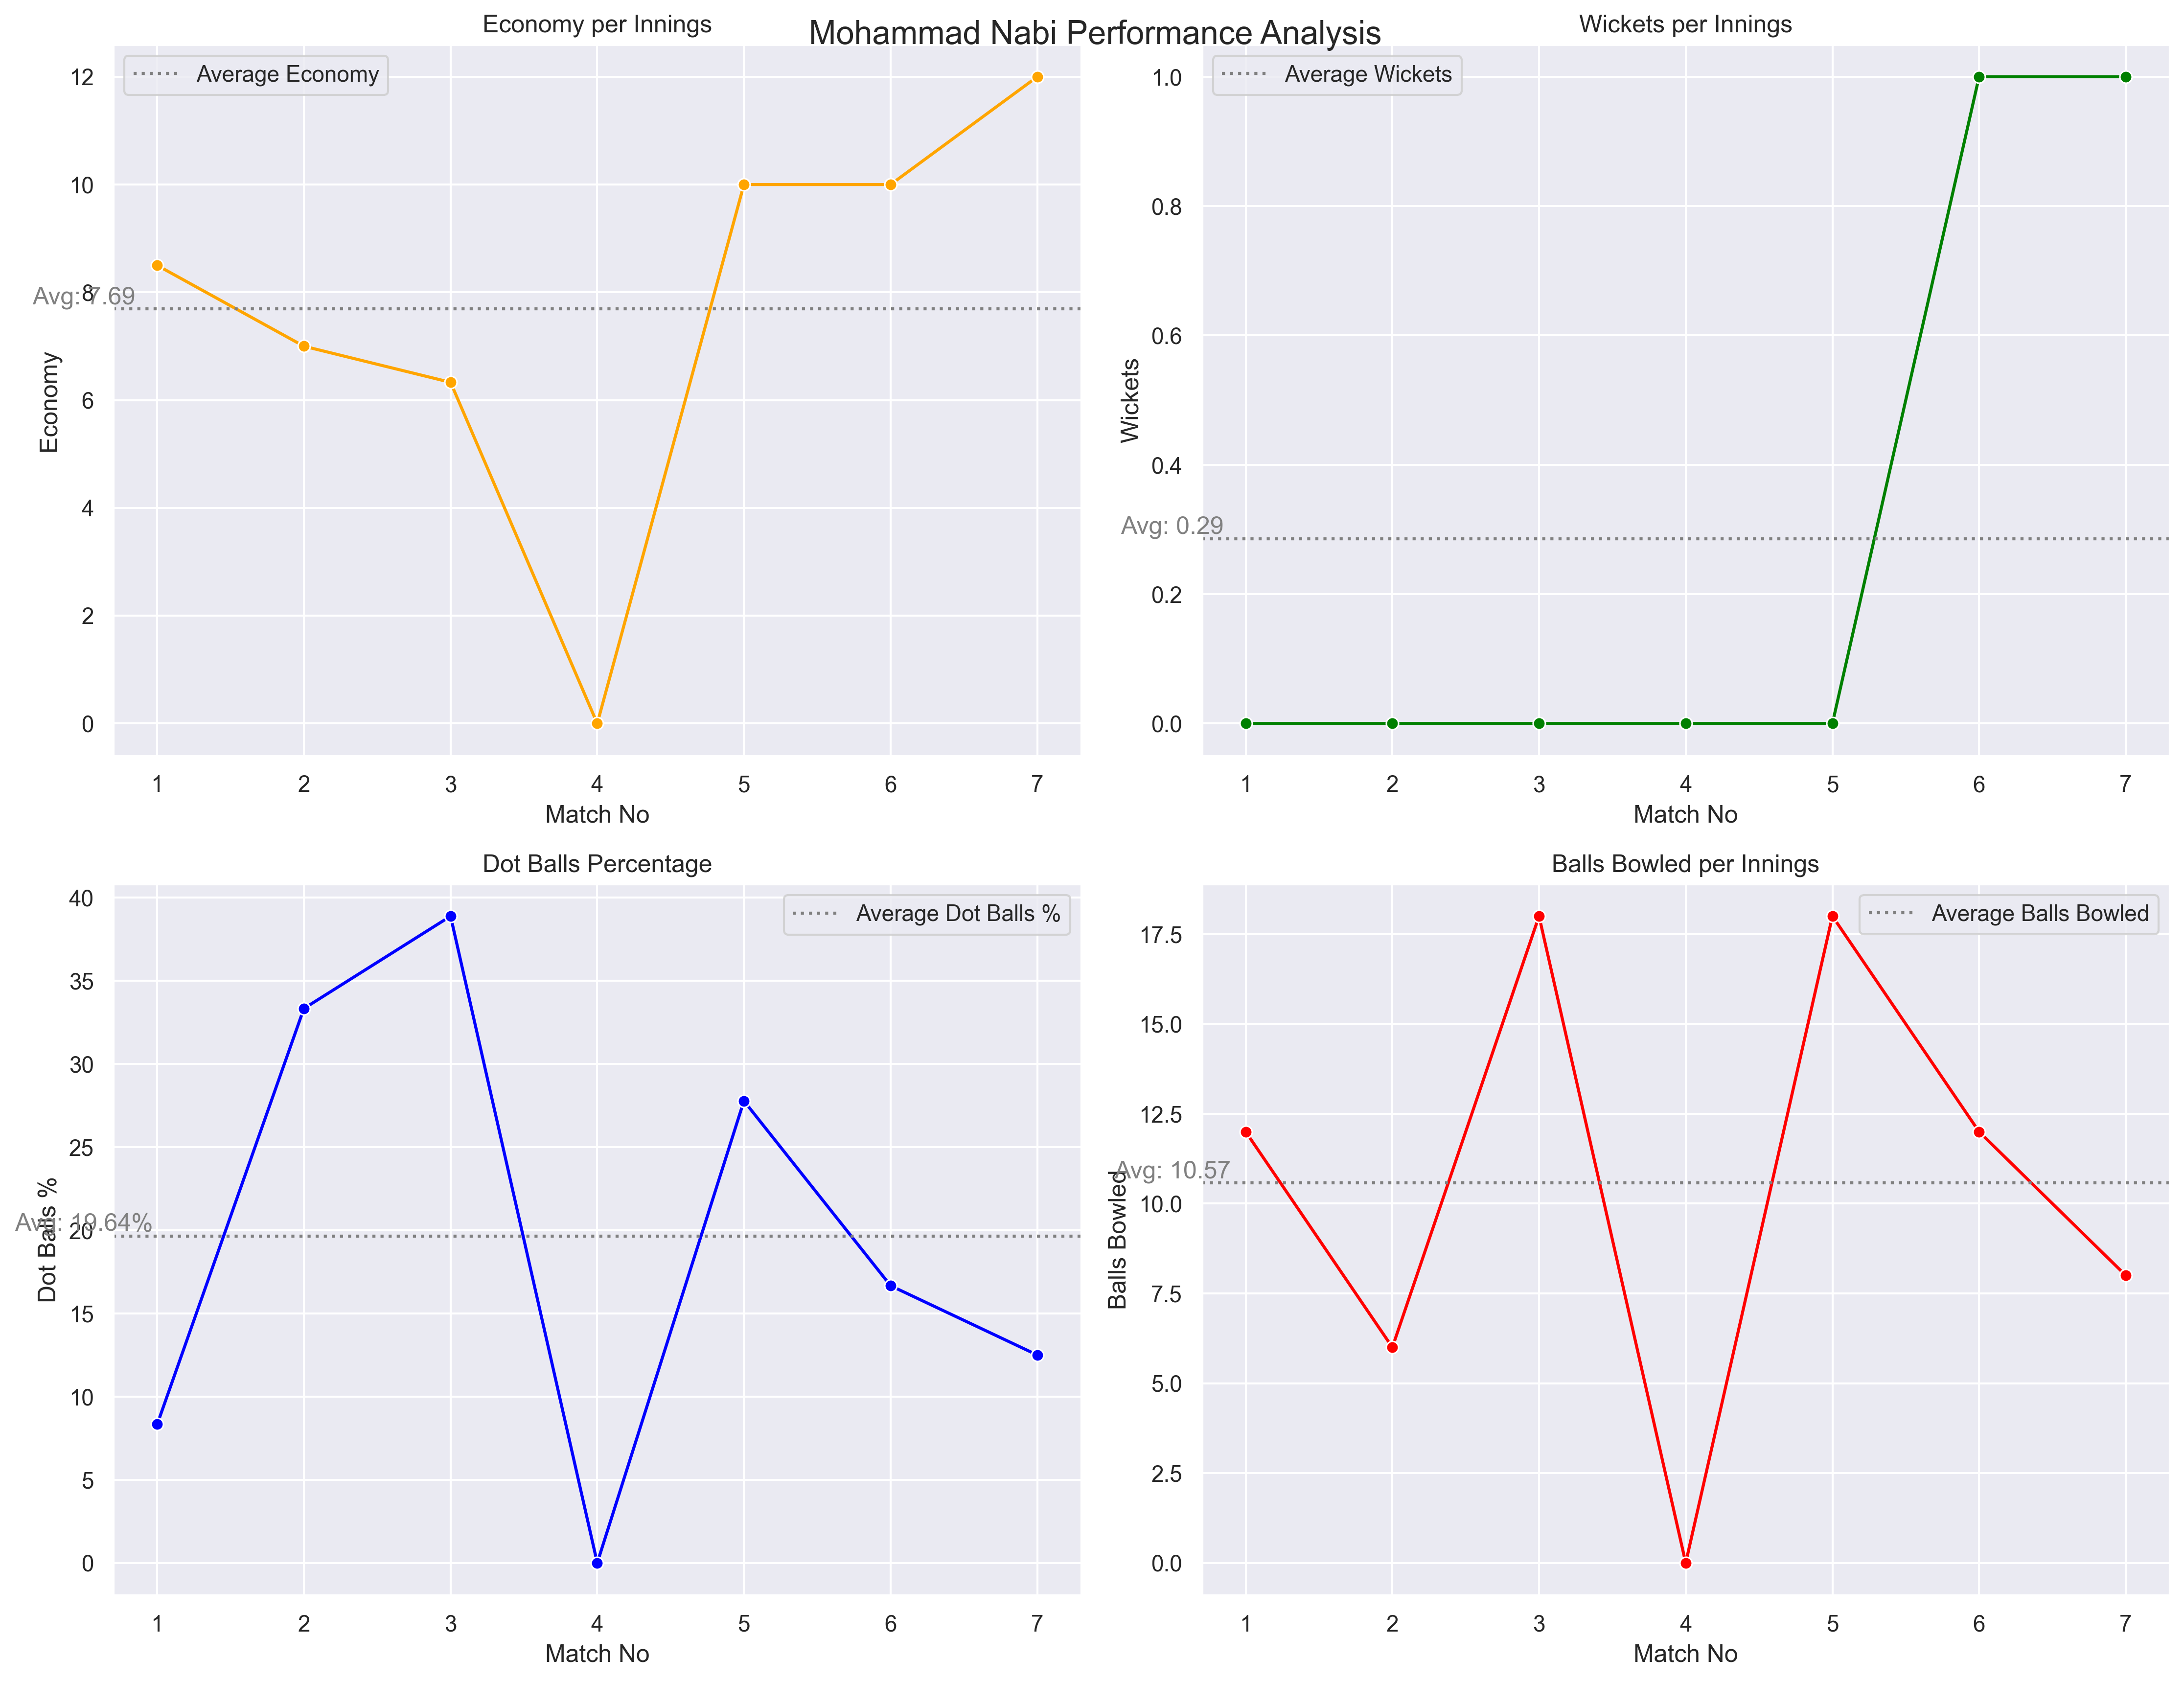 Mohammad Nabi Performance Analysis
Economy per Innings
Average Economy
12
10
8
6
4
2
0
Avg: 7.69
Economy
1 2 3 4 5 6 7
Match No
Wickets per Innings
Average Wickets
1.0
0.8
0.6
0.4
0.2
0.0
Avg: 0.29
Wickets
1 2 3 4 5 6 7
Match No
Dot Balls Percentage
Average Dot Balls %
40
35
30
25
20
15
10
5
0
Avg: 19.64%
Dot Balls %
1 2 3 4 5 6 7
Match No
Balls Bowled per Innings
Average Balls Bowled
17.5
15.0
12.5
10.0
7.5
5.0
2.5
0.0
Avg: 10.57
Balls Bowled
1 2 3 4 5 6 7
Match No